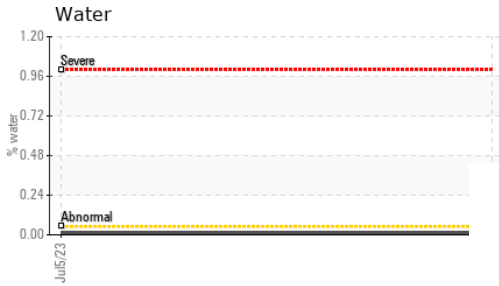 Water
1.20
Severe
0.96
0.72
% water
0.48
0.24
Abnormal
0.00
Jul5/23